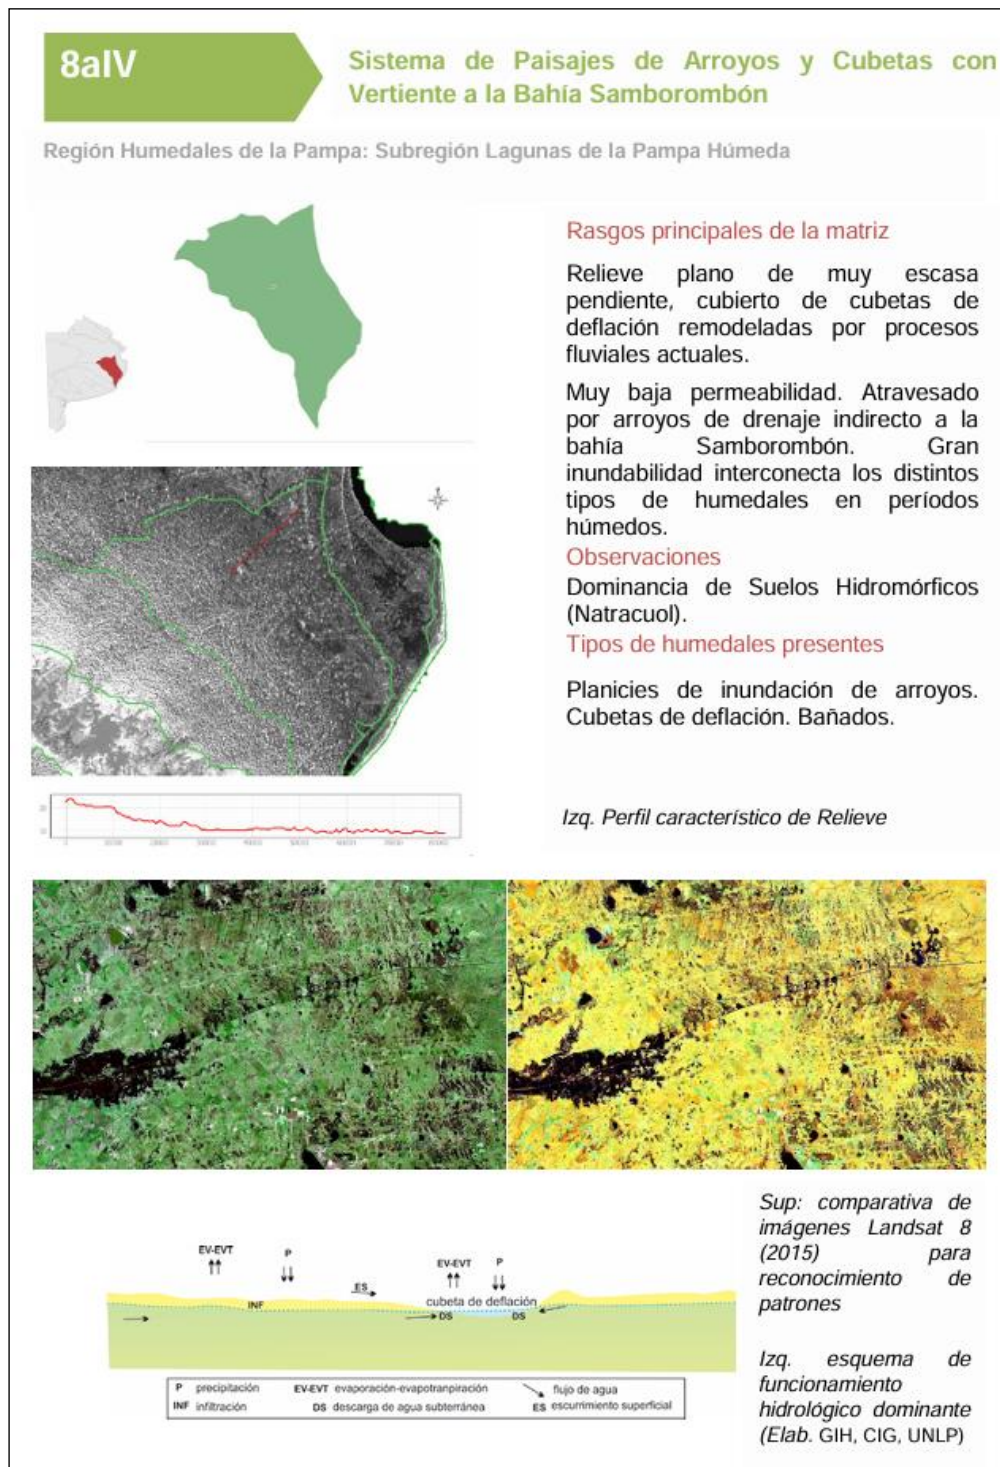 8aIV
Sistema de Paisajes de Arroyos y Cubetas con
Vertiente a la Bahía Samborombón
Región Humedales de la Pampa: Subregión Lagunas de la Pampa Húmeda
Rasgos principales de la matriz
Relieve plano de muy escasa
pendiente, cubierto de cubetas de
deflación remodeladas por procesos
fluviales actuales.
Muy baja permeabilidad. Atravesado
por arroyos de drenaje indirecto a la
bahía Samborombón. Gran
inundabilidad interconecta los distintos
tipos de humedales en períodos
húmedos.
Observaciones
Dominancia de Suelos Hidromórficos
(Natracuol).
Tipos de humedales presentes
Planicies de inundación de arroyos.
Cubetas de deflación. Bañados.
Izq. Perfil característico de Relieve
Sup: comparativa de
imágenes Landsat 8
(2015) para
reconocimiento de
patrones
EV-EVT P
ES
EV-EVT P
INF
cubeta de deflación
DS DS
P precipitación EV-EVT evaporación-evapotranpiración flujo de agua
INF infiltración DS descarga de agua subterránea ES escurrimiento superficial
Izq. esquema de
funcionamiento
hidrológico dominante
(Elab. GIH, CIG, UNLP)